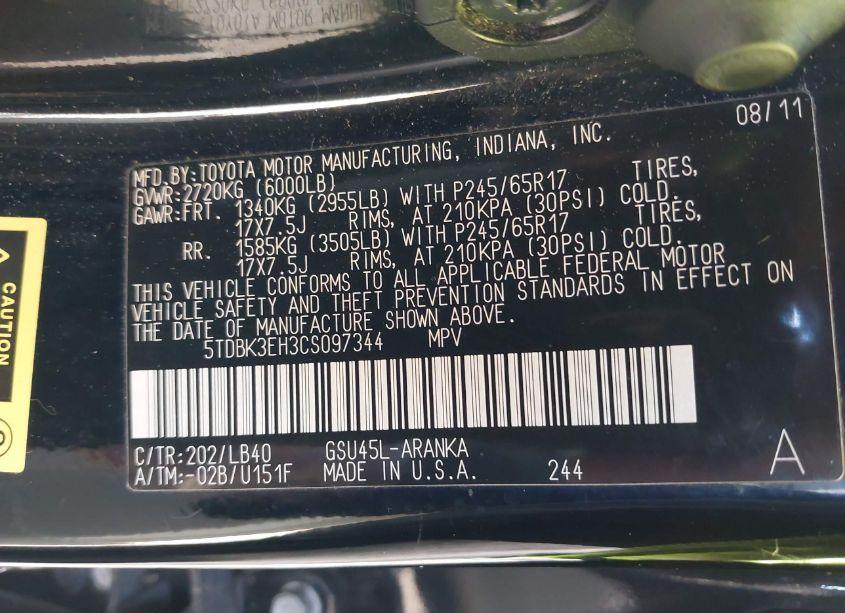 08/11
MFD.BY:TOYOTA MOTOR MANUFACTURING, INDIANA, INC.
GVWR:2720KG (6000LB)
GAWR:FRT. 1340KG (2955LB) WITH P245/65R17 TIRES,
17X7.5J RIMS, AT 210KPA (30PSI) COLD.
RR. 1585KG (3505LB) WITH P245/65R17 TIRES,
17X7.5J RIMS, AT 210KPA (30PSI) COLD.
THIS VEHICLE CONFORMS TO ALL APPLICABLE FEDERAL MOTOR
VEHICLE SAFETY AND THEFT PREVENTION STANDARDS IN EFFECT ON
THE DATE OF MANUFACTURE SHOWN ABOVE.
5TDBK3EH3CS097344 MPV
C/TR:202/LB40 GSU45L-ARANKA
A/TM:-02B/U151F MADE IN U.S.A. 244 A
CAUTION